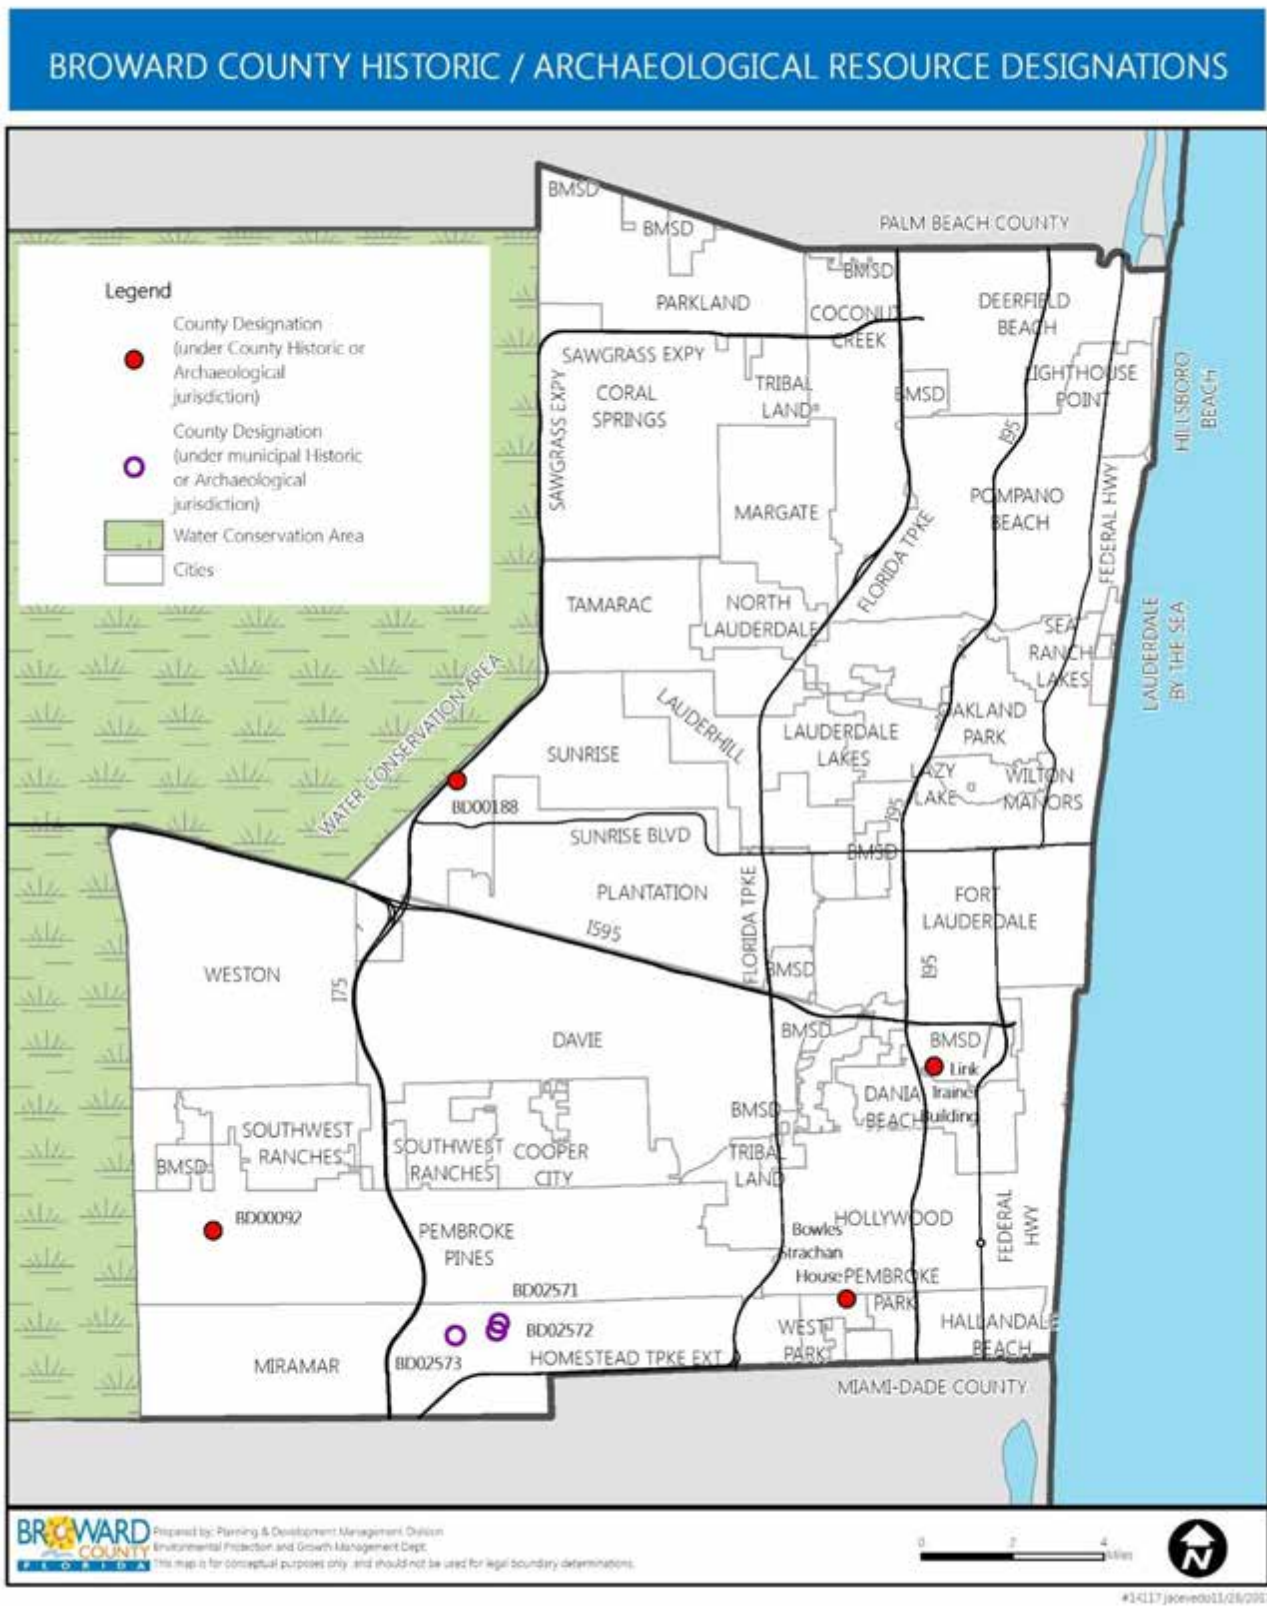 BROWARD COUNTY HISTORIC / ARCHAEOLOGICAL RESOURCE DESIGNATIONS
BMSD
BMSD
PALM BEACH COUNTY
BMSD
PARKLAND
COCONUT
CREEK
DEERFIELD
BEACH
Legend
County Designation
(under County Historic or
Archaeological
jurisdiction)
County Designation
(under municipal Historic
or Archaeological
jurisdiction)
Water Conservation Area
Cities
SAWGRASS EXPY
SAWGRASS EXPY
CORAL
SPRINGS
TRIBAL
LAND
BMSD
LIGHTHOUSE
POINT
HILLSBORO
BEACH
I95
MARGATE
POMPANO
BEACH
FEDERAL HWY
FLORIDA TPKE
TAMARAC
NORTH
LAUDERDALE
SEA
RANCH
LAKES
LAUDERDALE
BY THE SEA
WATER CONSERVATION AREA
LAUDERHILL
SUNRISE
LAUDERDALE
LAKES
OAKLAND
PARK
LAZY
LAKE
WILTON
MANORS
I95
BD00188
SUNRISE BLVD
BMSD
PLANTATION
FLORIDA TPKE
FORT
LAUDERDALE
I595
I95
BMSD
WESTON
I75
DAVIE
BMSD
BMSD
Link
Trainer
Building
DANIA
BEACH
BMSD
SOUTHWEST
RANCHES
BMSD
SOUTHWEST
RANCHES
COOPER
CITY
TRIBAL
LAND
BD00092
PEMBROKE
PINES
HOLLYWOOD
FEDERAL
HWY
Bowles
Strachan
House
PEMBROKE
PARK
BD02571
BD02572
BD02573
WEST
PARK
HALLANDALE
BEACH
MIRAMAR
HOMESTEAD TPKE EXT
MIAMI-DADE COUNTY
BROWARD
COUNTY
FLORIDA
Prepared by: Planning & Development Management Division
Environmental Protection and Growth Management Dept.
This map is for conceptual purposes only and should not be used for legal boundary determinations.
0 2 4
Miles
N